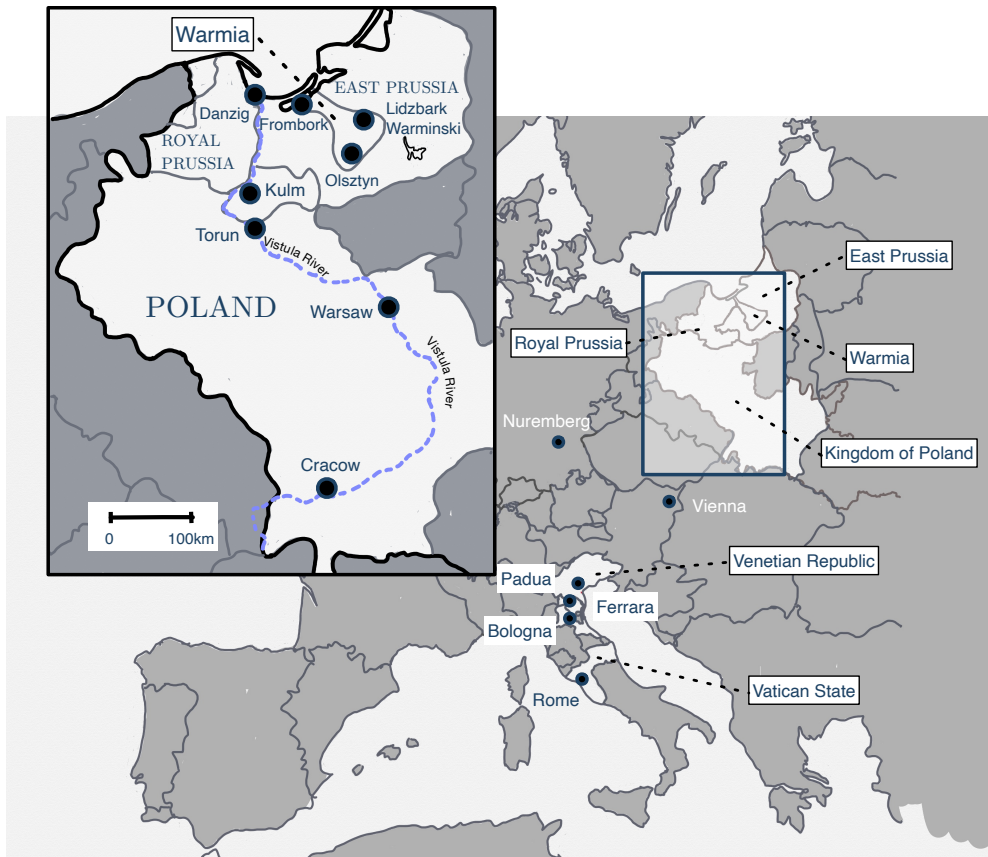 Warmia
EAST PRUSSIA
Danzig
Frombork
Lidzbark
Warminski
ROYAL
PRUSSIA
Olsztyn
Kulm
Torun
Vistula River
POLAND
Warsaw
Vistula River
Cracow
0 100km
East Prussia
Royal Prussia
Warmia
Nuremberg
Kingdom of Poland
Vienna
Venetian Republic
Padua
Ferrara
Bologna
Vatican State
Rome